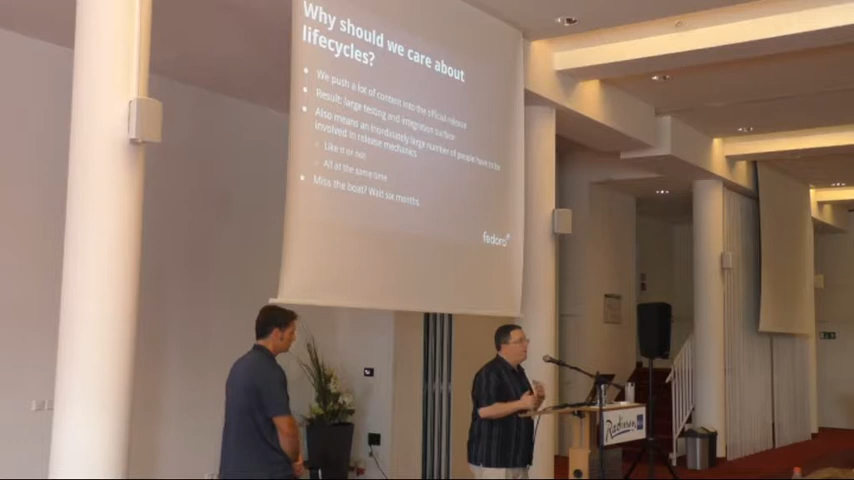 Why should we care about
lifecycles?
We push a lot of content into the official release
Result: large testing and integration surface
Also means an inordinately large number of people have to be
involved in release mechanics
Like it or not
All at the same time
Miss the boat? Wait six months
fedora
Radisson